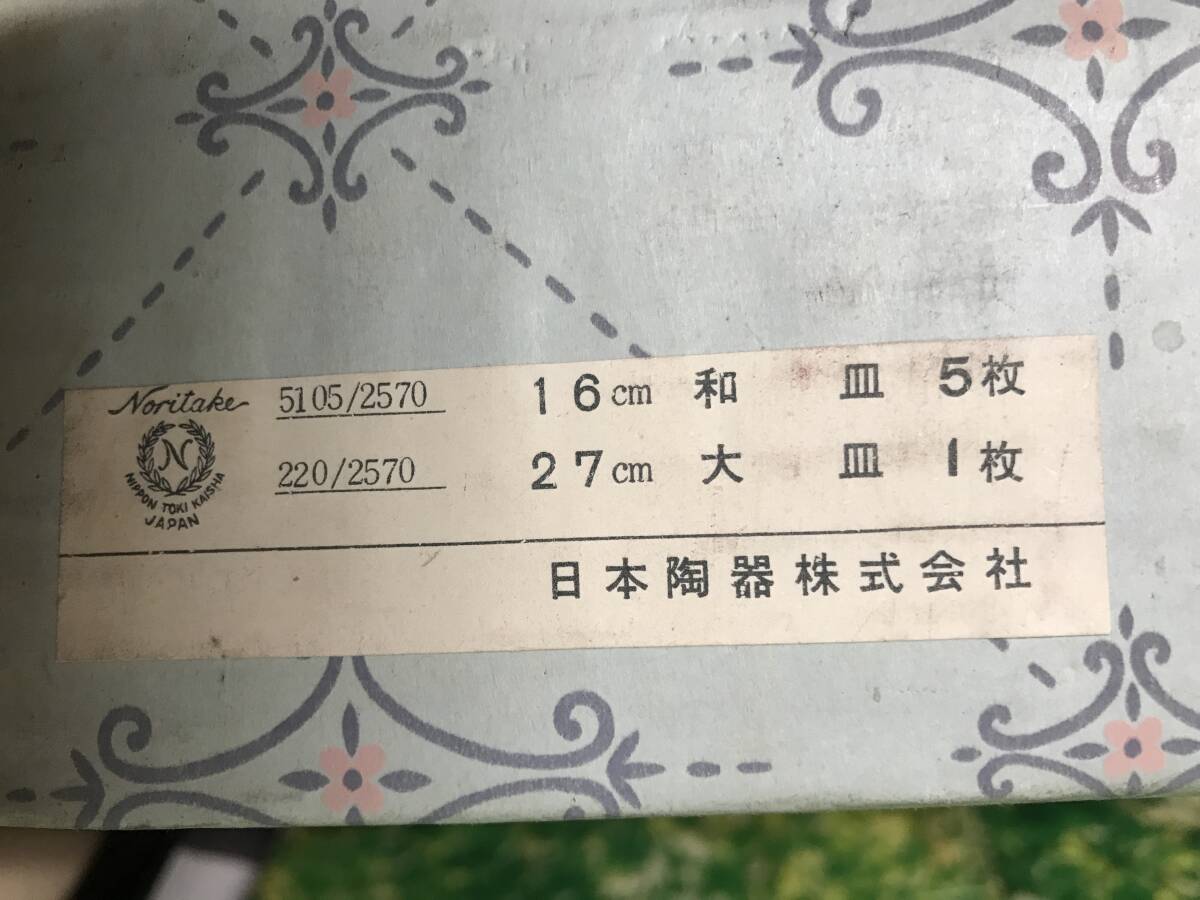 Noritake 5105/2570 16cm 和皿 5枚
N
220/2570 27cm 大皿 1枚
NIPPON TOKI KAISHA
JAPAN
日本陶器株式会社